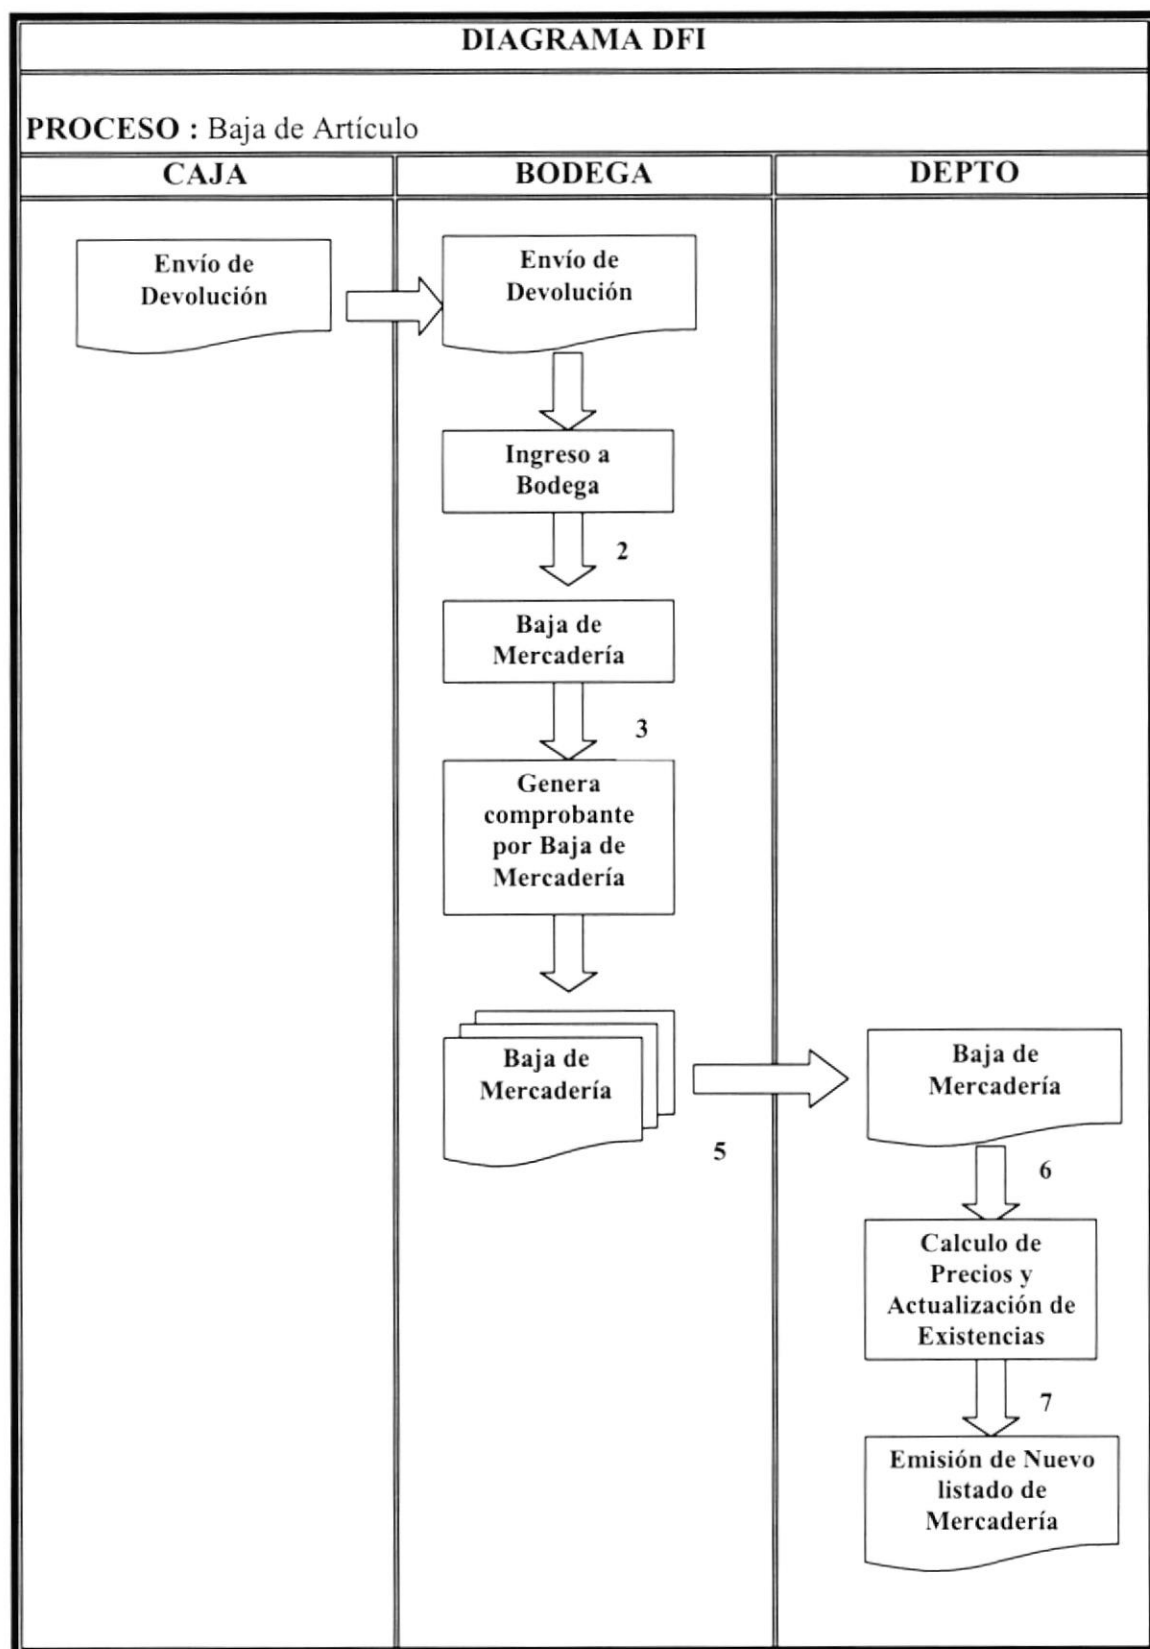 DIAGRAMA DFI
PROCESO : Baja de Artículo
CAJA
BODEGA
DEPTO
Envío de
Devolución
Envío de
Devolución
Ingreso a
Bodega
2
Baja de
Mercadería
3
Genera
comprobante
por Baja de
Mercadería
Baja de
Mercadería
5
Baja de
Mercadería
6
Calculo de
Precios y
Actualización de
Existencias
7
Emisión de Nuevo
listado de
Mercadería